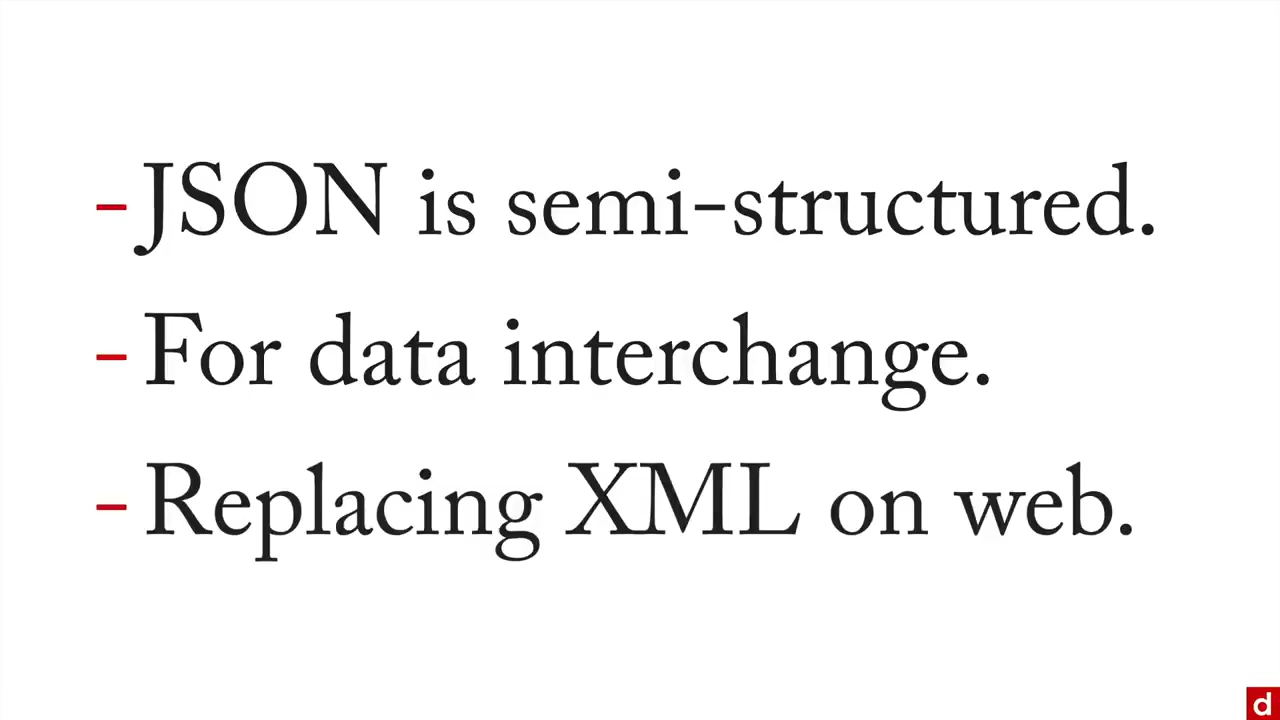 -JSON is semi-structured.
-For data interchange.
-Replacing XML on web.
d